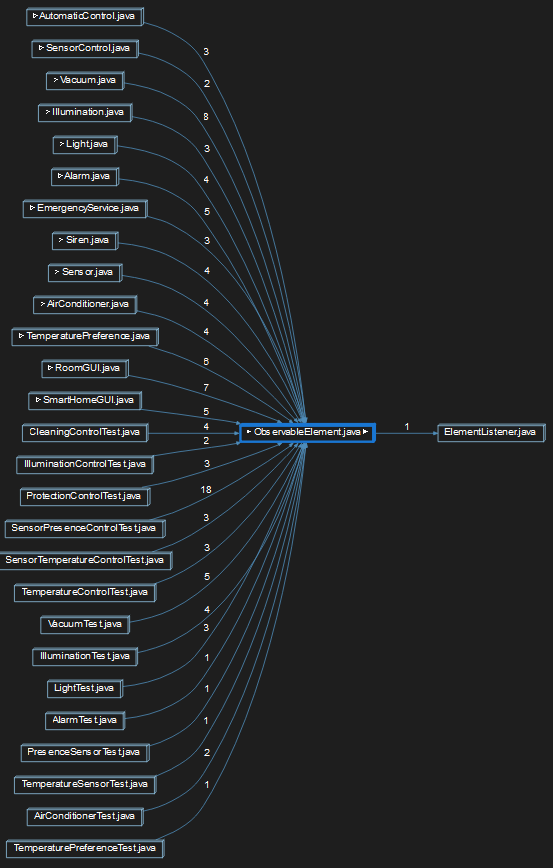 AutomaticControl.java
3
SensorControl.java
2
Vacuum.java
8
Illumination.java
3
Light.java
4
Alarm.java
5
EmergencyService.java
3
Siren.java
4
Sensor.java
4
AirConditioner.java
4
TemperaturePreference.java
6
RoomGUI.java
7
SmartHomeGUI.java
5
CleaningControlTest.java
4
ObservableElement.java
1
ElementListener.java
2
IlluminationControlTest.java
3
ProtectionControlTest.java
18
SensorPresenceControlTest.java
3
SensorTemperatureControlTest.java
3
TemperatureControlTest.java
5
VacuumTest.java
4
3
IlluminationTest.java
1
LightTest.java
1
AlarmTest.java
1
PresenceSensorTest.java
2
TemperatureSensorTest.java
1
AirConditionerTest.java
TemperaturePreferenceTest.java